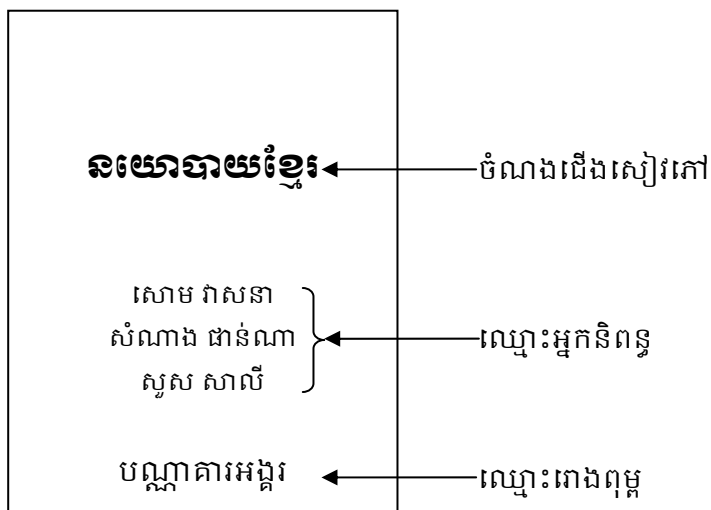 នយោបាយខ្មែរ
ចំណងជើងសៀវភៅ
សោម វាសនា
សំណាង ផាន់ណា
សួស សាលី
ឈ្មោះអ្នកនិពន្ធ
បណ្ណាគារអង្គរ
ឈ្មោះរោងពុម្ព